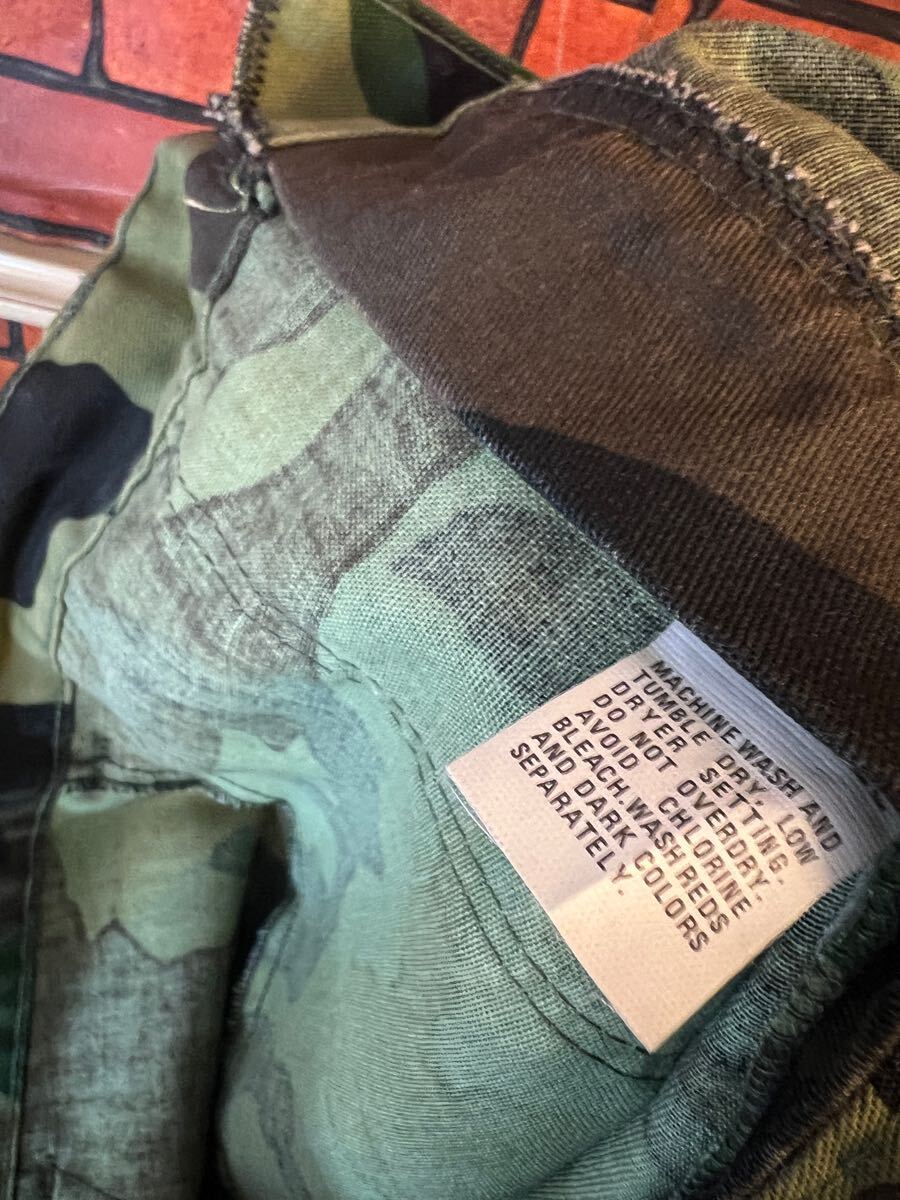 MACHINE WASH AND
TUMBLE DRY. LOW
DRYER SETTING.
DO NOT OVERDRY.
AVOID CHLORINE
BLEACH. WASH REDS
AND DARK COLORS
SEPARATELY.